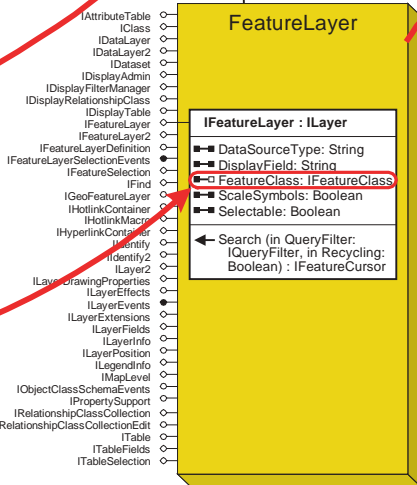 IAttributeTable
IClass
IDataLayer
IDataLayer2
IDataset
IDisplayAdmin
IDisplayFilterManager
IDisplayRelationshipClass
IDisplayTable
IFeatureLayer
IFeatureLayer2
IFeatureLayerDefinition
IFeatureLayerSelectionEvents
IFeatureSelection
IFind
IGeoFeatureLayer
IHotlinkContainer
IHotlinkMacro
IHyperlinkContainer
IIdentify
IIdentify2
ILayer2
ILayerDrawingProperties
ILayerEffects
ILayerEvents
ILayerExtensions
ILayerFields
ILayerInfo
ILayerPosition
ILegendInfo
IMapLevel
IObjectClassSchemaEvents
IPropertySupport
IRelationshipClassCollection
RelationshipClassCollectionEdit
ITable
ITableFields
ITableSelection
FeatureLayer
IFeatureLayer : ILayer
DataSourceType: String
DisplayField: String
FeatureClass: IFeatureClass
ScaleSymbols: Boolean
Selectable: Boolean
Search (in QueryFilter:
IQueryFilter, in Recycling:
Boolean) : IFeatureCursor